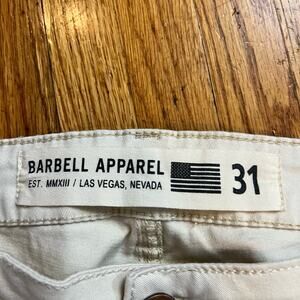 BARBELL APPAREL
EST. MMXIII / LAS VEGAS, NEVADA
31